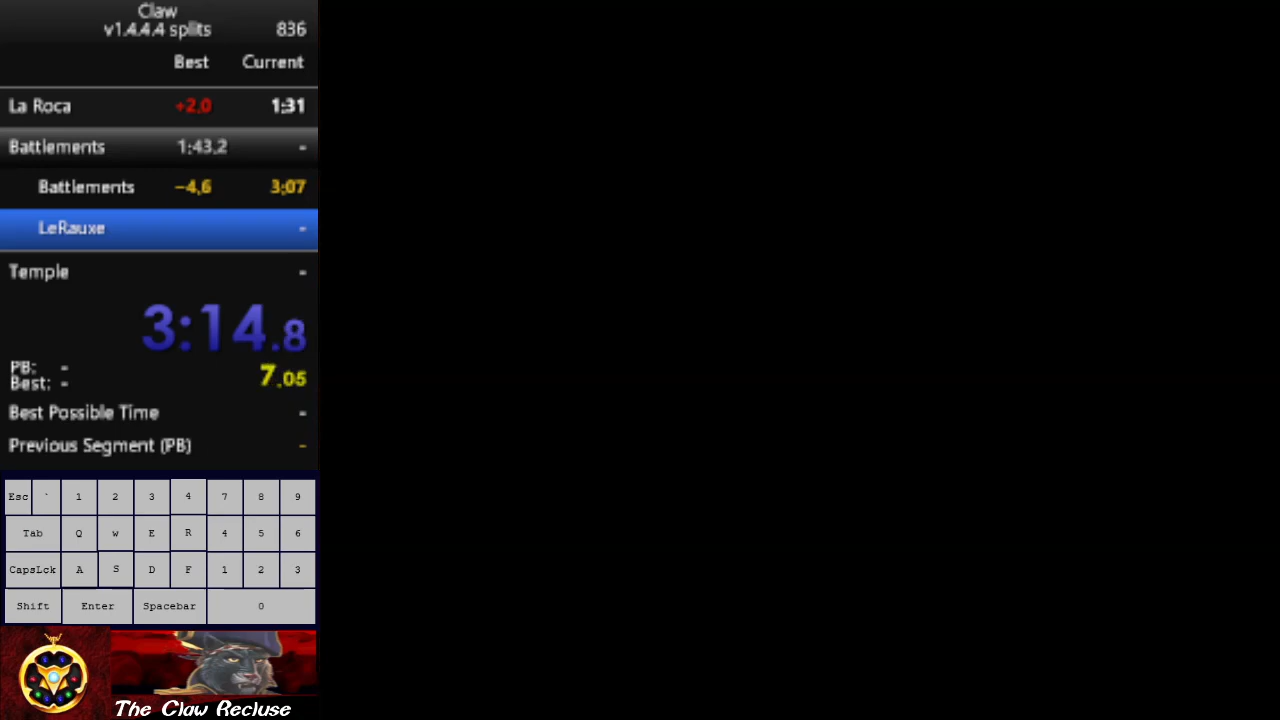 Claw
v1.4.4.4 splits 836
Best Current
La Roca +2,0 1:31
Battlements 1:43,2 -
Battlements −4,6 3:07
LeRauxe -
Temple -
3:14.8
PB: -
7.05
Best: -
Best Possible Time -
Previous Segment (PB) -
Esc ` 1 2 3 4 7 8 9
Tab Q W E R 4 5 6
CapsLck A S D F 1 2 3
Shift Enter Spacebar 0
The Claw Recluse